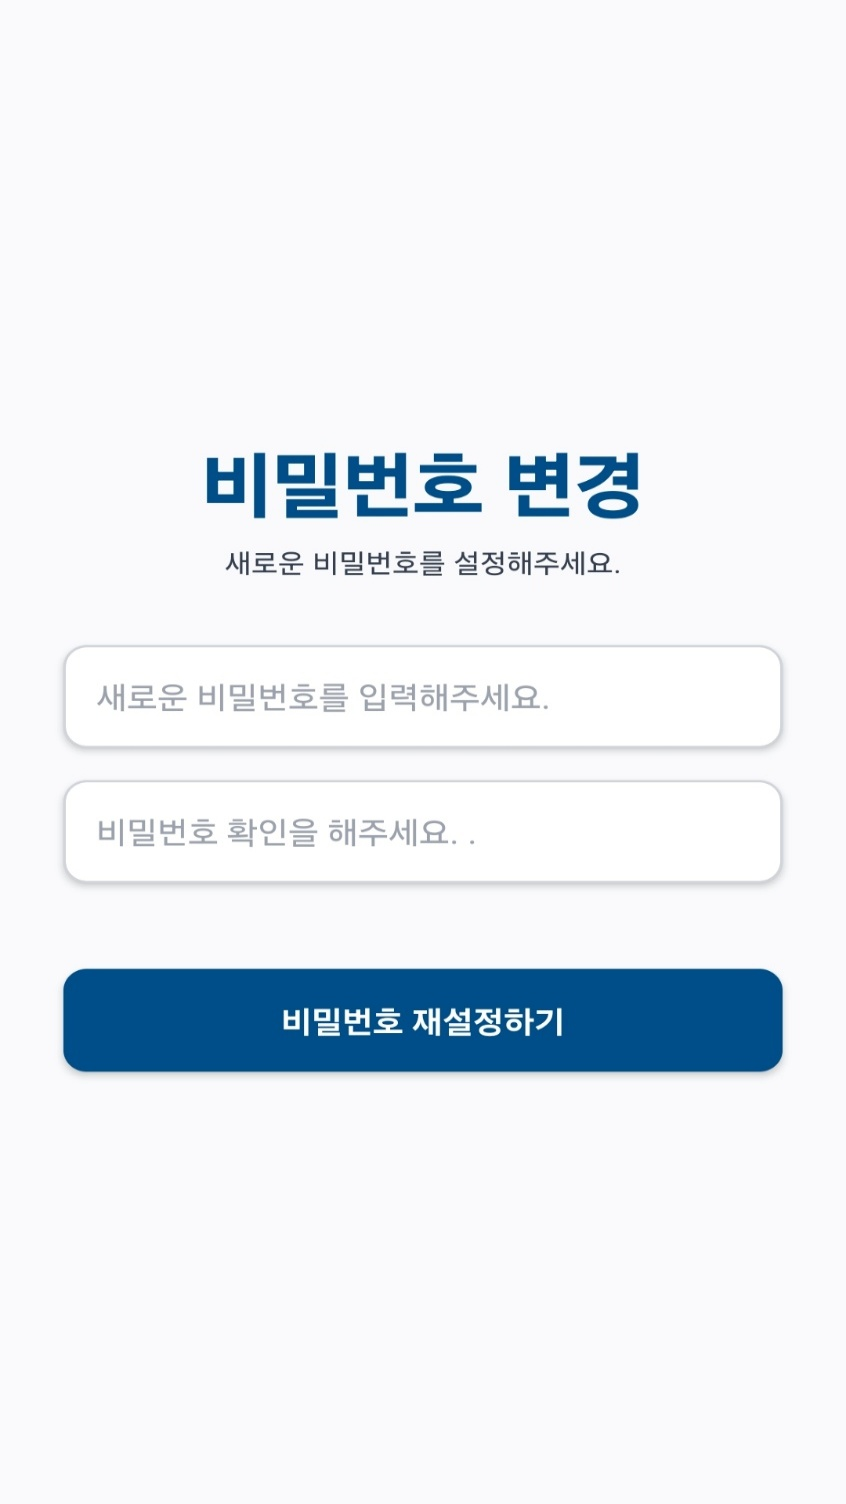 비밀번호 변경
새로운 비밀번호를 설정해주세요.
새로운 비밀번호를 입력해주세요.
비밀번호 확인을 해주세요. .
비밀번호 재설정하기